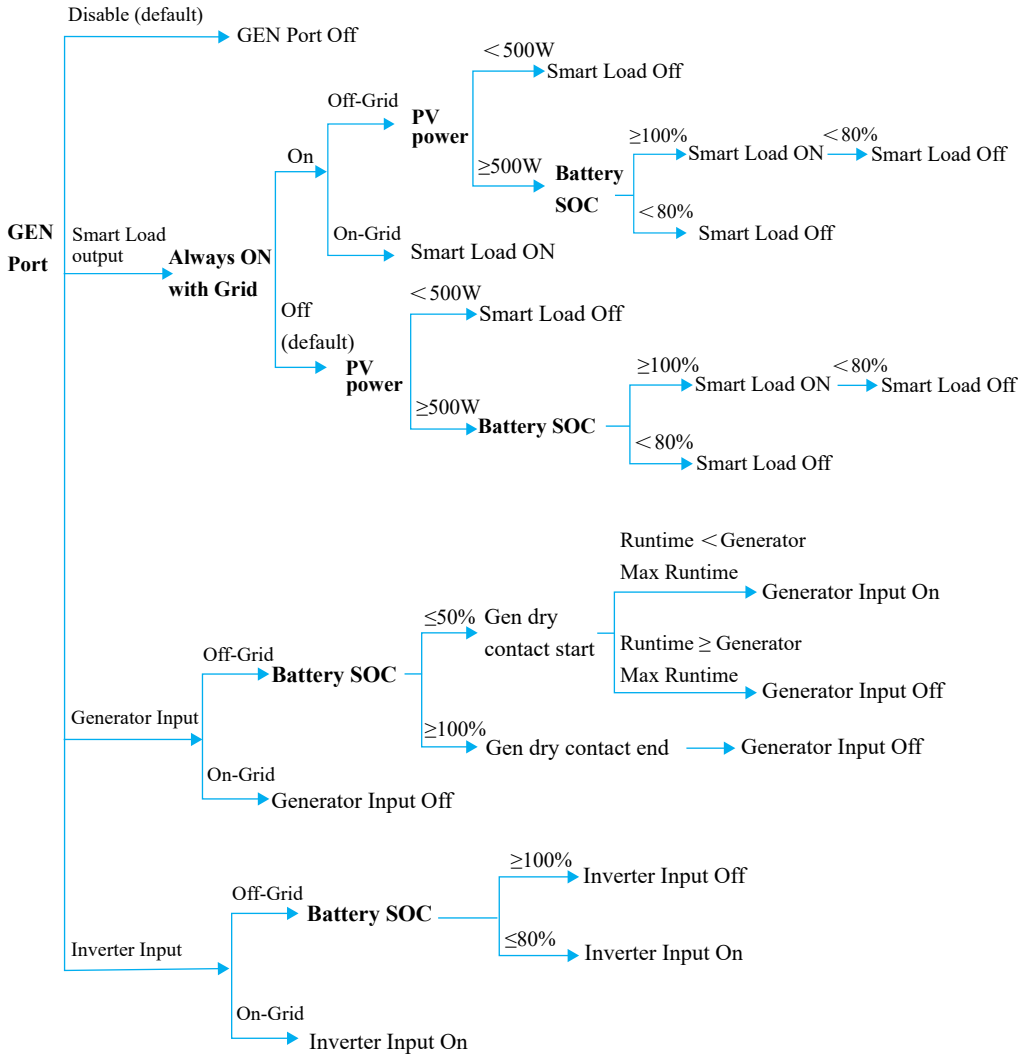 Disable (default)
GEN Port Off
<500W
Smart Load Off
Off-Grid
PV
power
On
≥500W
Battery
SOC
≥100%
Smart Load ON
<80%
Smart Load Off
<80%
Smart Load Off
On-Grid
Smart Load ON
GEN
Port
Smart Load
output
Always ON
with Grid
Off
(default)
PV
power
<500W
Smart Load Off
≥500W
Battery SOC
≥100%
Smart Load ON
<80%
Smart Load Off
<80%
Smart Load Off
Generator Input
Off-Grid
Battery SOC
≤50%
Gen dry
contact start
Runtime <Generator
Max Runtime
Generator Input On
Runtime ≥ Generator
Max Runtime
Generator Input Off
≥100%
Gen dry contact end
Generator Input Off
On-Grid
Generator Input Off
Inverter Input
Off-Grid
Battery SOC
≥100%
Inverter Input Off
≤80%
Inverter Input On
On-Grid
Inverter Input On